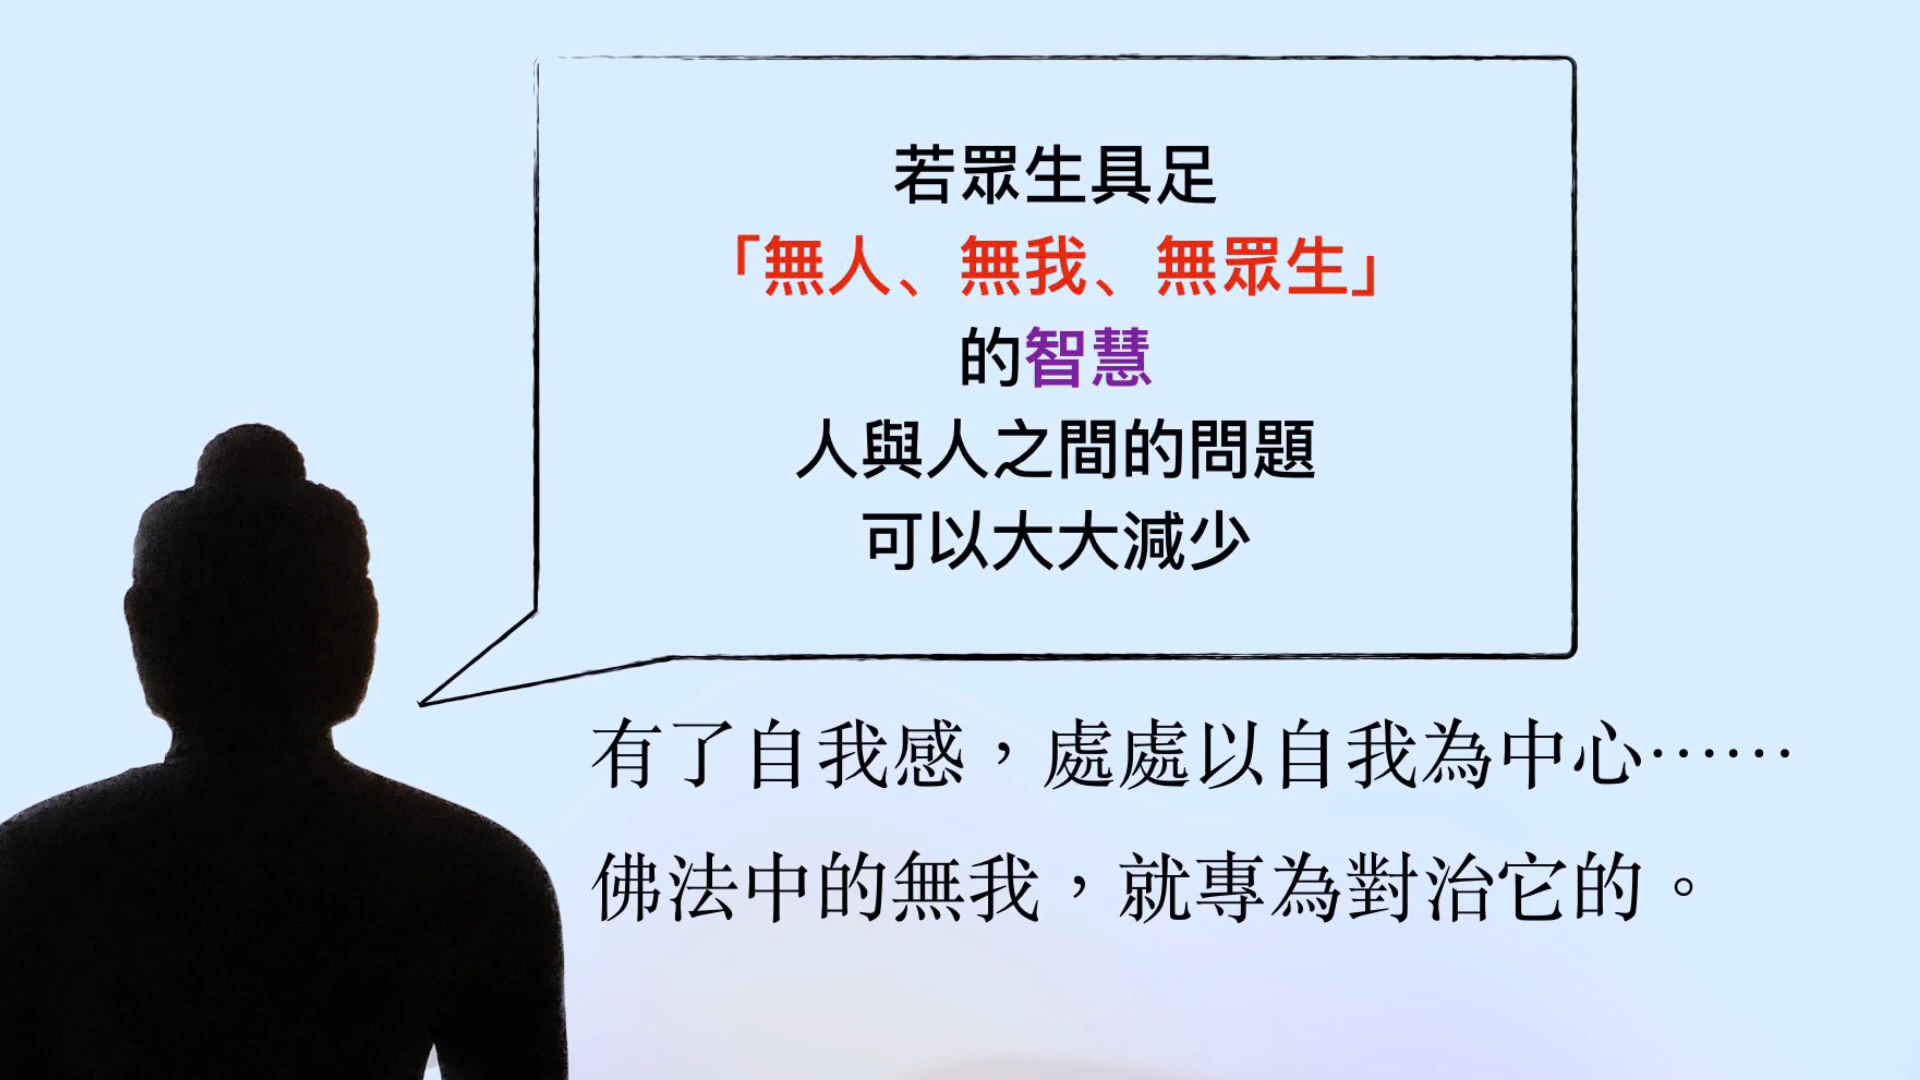 若眾生具足
「無人、無我、無眾生」
的智慧
人與人之間的問題
可以大大減少
有了自我感，處處以自我為中心⋯⋯
佛法中的無我，就專為對治它的。